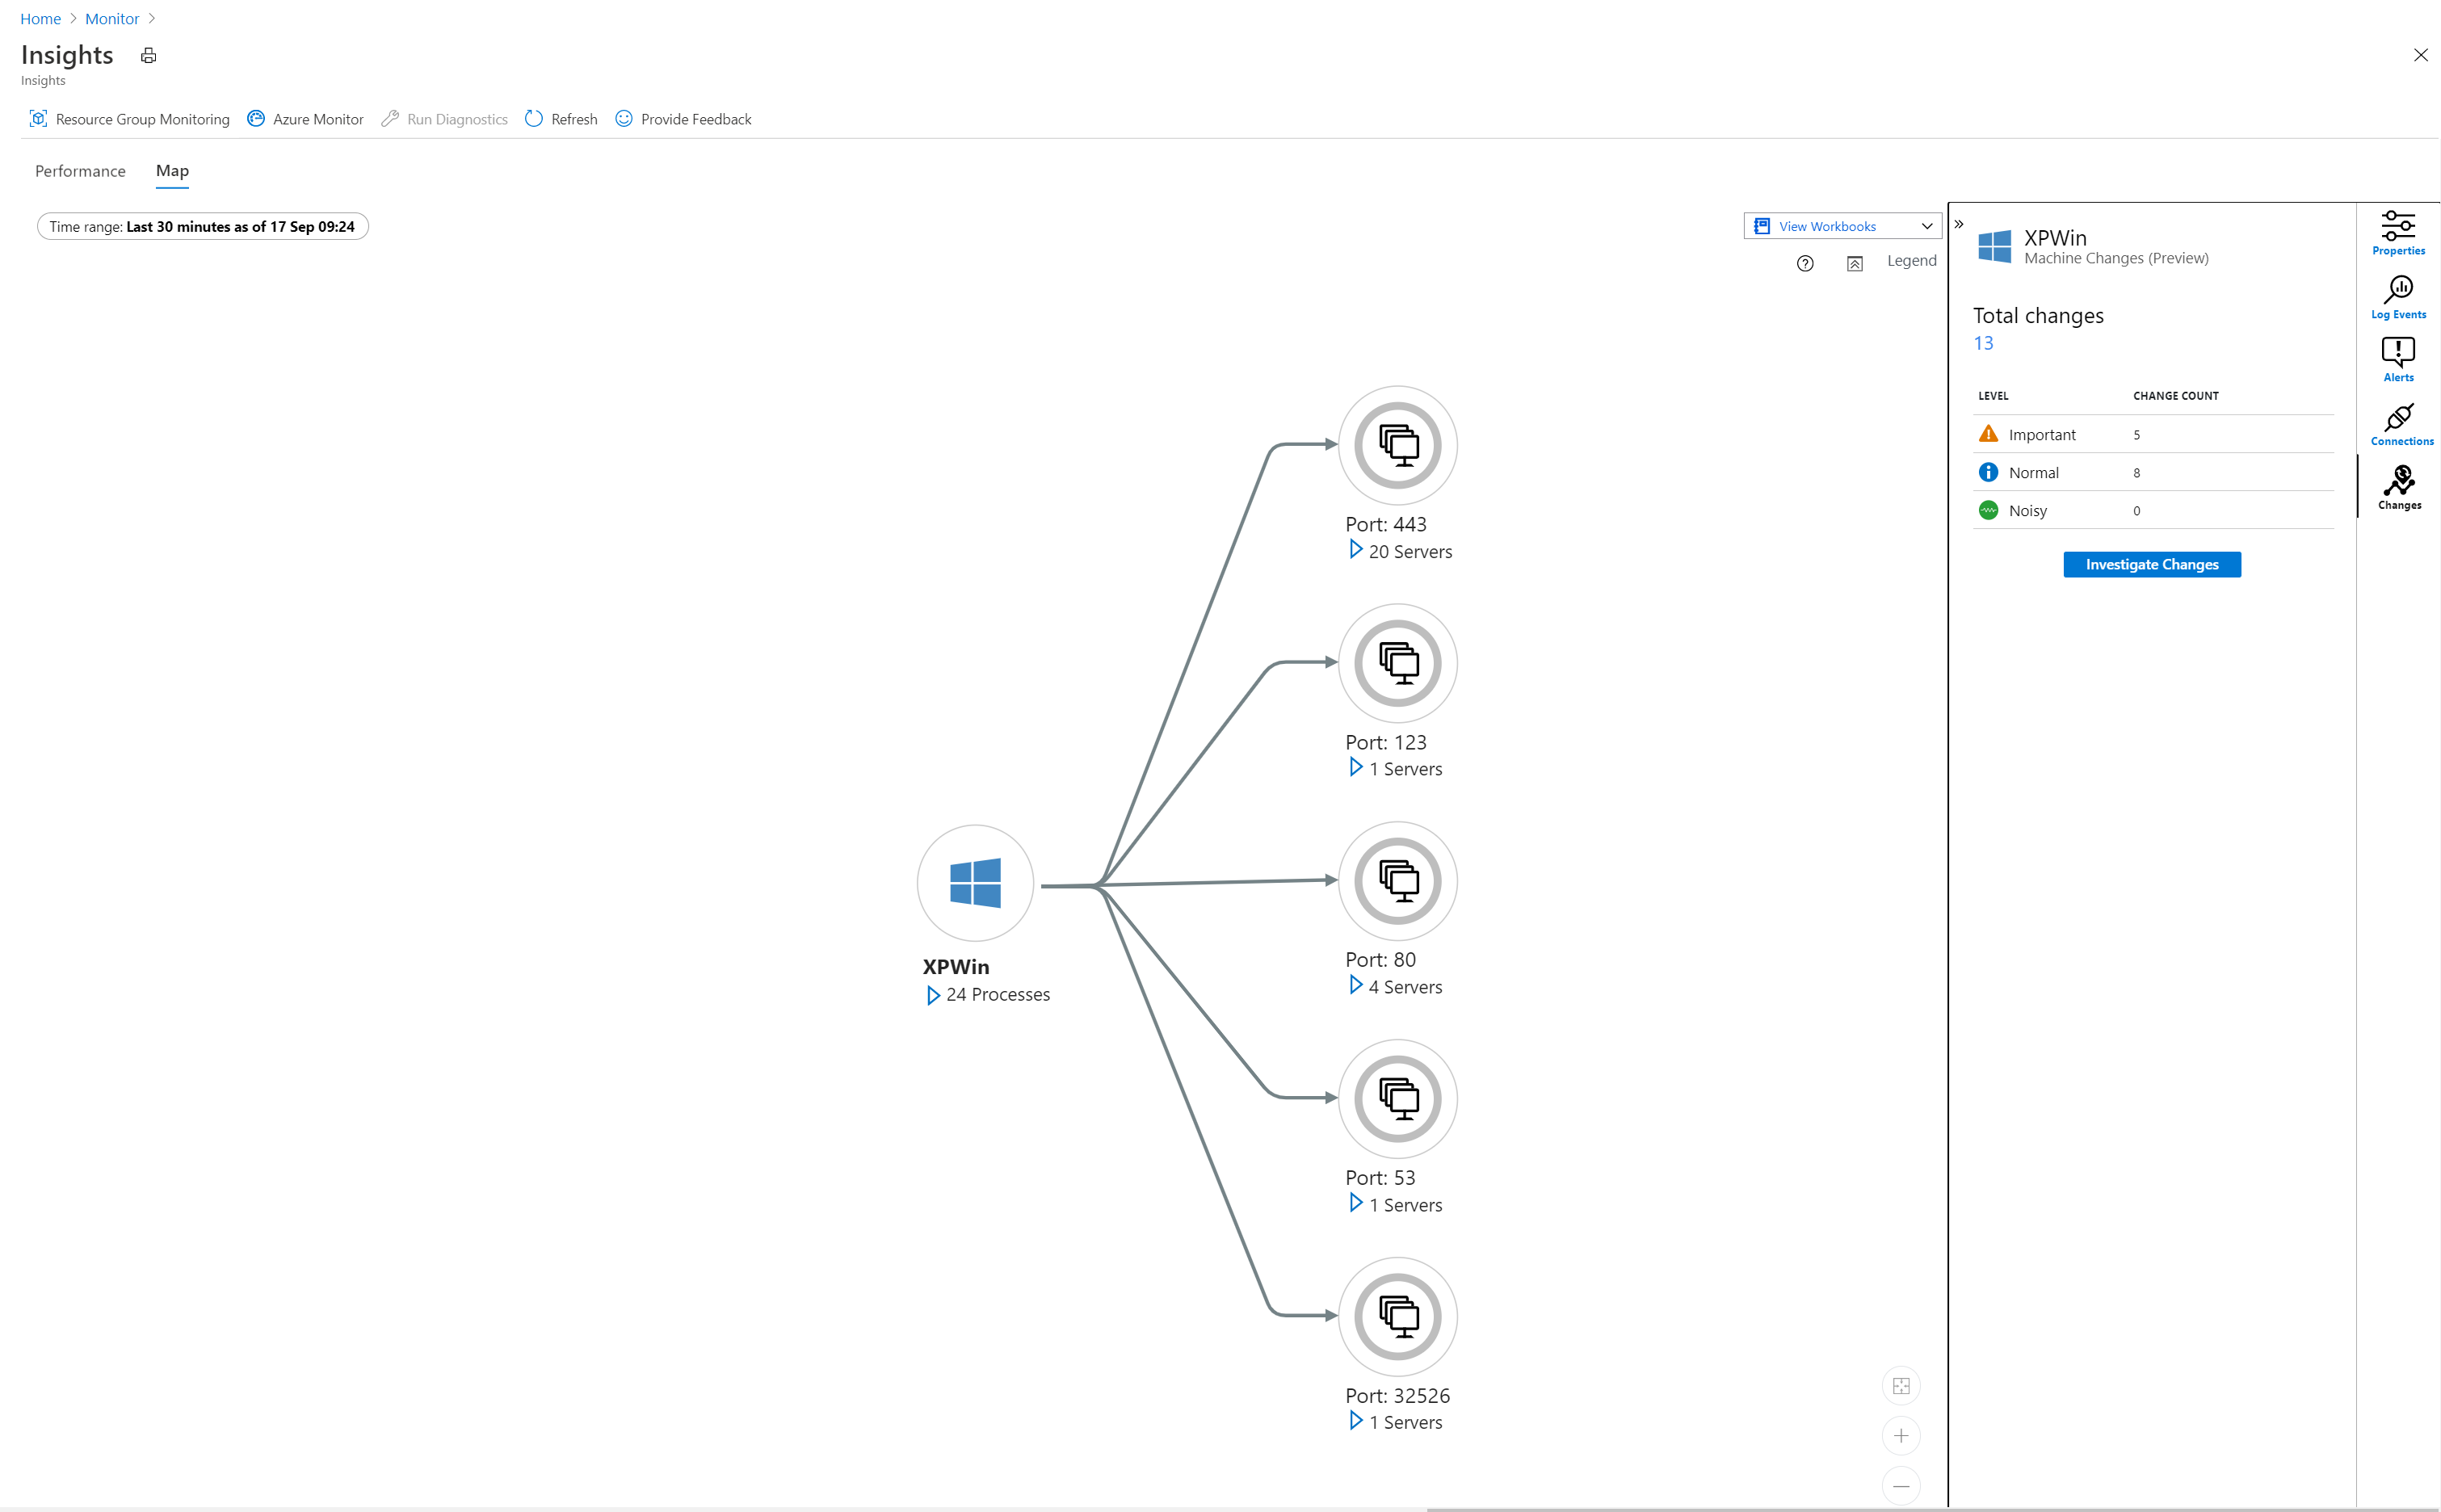 Home > Monitor >
Insights
Insights
Resource Group Monitoring Azure Monitor Run Diagnostics Refresh Provide Feedback
Performance Map
Time range: Last 30 minutes as of 17 Sep 09:24
View Workbooks
Legend
Port: 443
20 Servers
Port: 123
1 Servers
XPWin
24 Processes
Port: 80
4 Servers
Port: 53
1 Servers
Port: 32526
1 Servers
XPWin
Machine Changes (Preview)
Total changes
13
LEVEL CHANGE COUNT
Important 5
Normal 8
Noisy 0
Investigate Changes
Properties
Log Events
Alerts
Connections
Changes